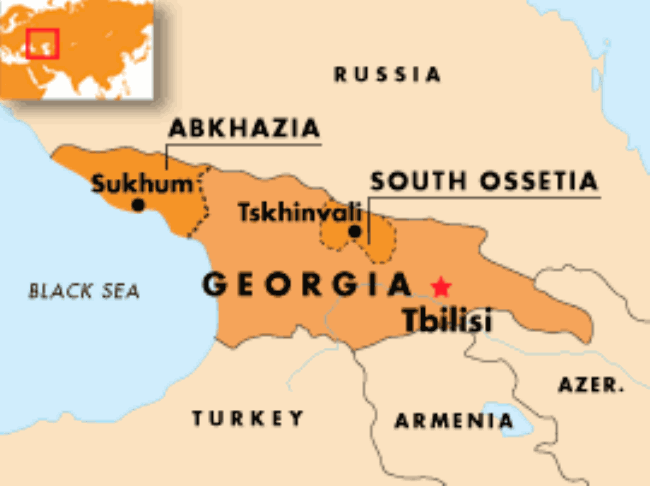 RUSSIA
ABKHAZIA
SOUTH OSSETIA
Sukhum
Tskhinvali
GEORGIA
BLACK SEA
Tbilisi
AZER.
TURKEY
ARMENIA